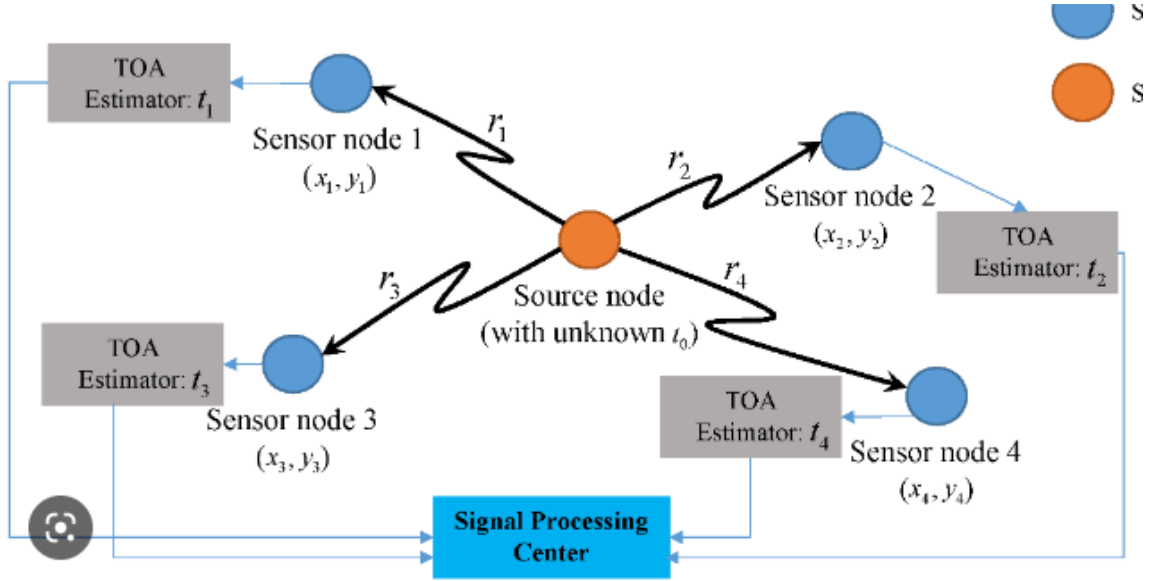 TOA
Estimator: t₁
Sensor node 1
(x₁, y₁)
r₁
r₂
Sensor node 2
(x₂, y₂)
TOA
Estimator: t₂
Source node
(with unknown t₀)
r₃
r₄
TOA
Estimator: t₃
Sensor node 3
(x₃, y₃)
TOA
Estimator: t₄
Sensor node 4
(x₄, y₄)
Signal Processing
Center